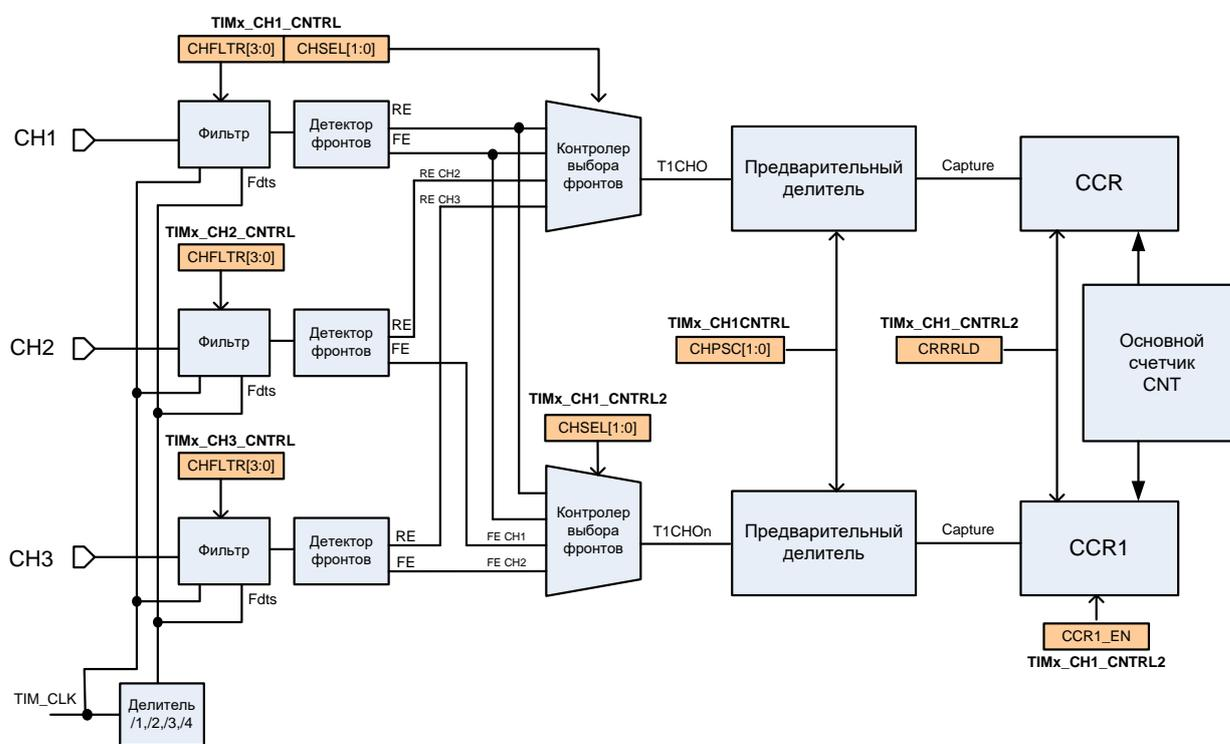 TIMx_CH1_CNTRL
CHFLTR[3:0]
CHSEL[1:0]
CH1
Фильтр
Детектор
фронтов
RE
FE
Fdts
RE CH2
RE CH3
Контролер
выбора
фронтов
T1CHO
Предварительный
делитель
Capture
CCR
TIMx_CH2_CNTRL
CHFLTR[3:0]
CH2
Фильтр
Детектор
фронтов
RE
FE
Fdts
TIMx_CH1CNTRL
CHPSC[1:0]
TIMx_CH1_CNTRL2
CRRRLD
Основной
счетчик
CNT
TIMx_CH1_CNTRL2
CHSEL[1:0]
TIMx_CH3_CNTRL
CHFLTR[3:0]
CH3
Фильтр
Детектор
фронтов
RE
FE
Fdts
FE CH1
FE CH2
Контролер
выбора
фронтов
T1CHOn
Предварительный
делитель
Capture
CCR1
CCR1_EN
TIMx_CH1_CNTRL2
TIM_CLK
Делитель
/1,/2,/3,/4